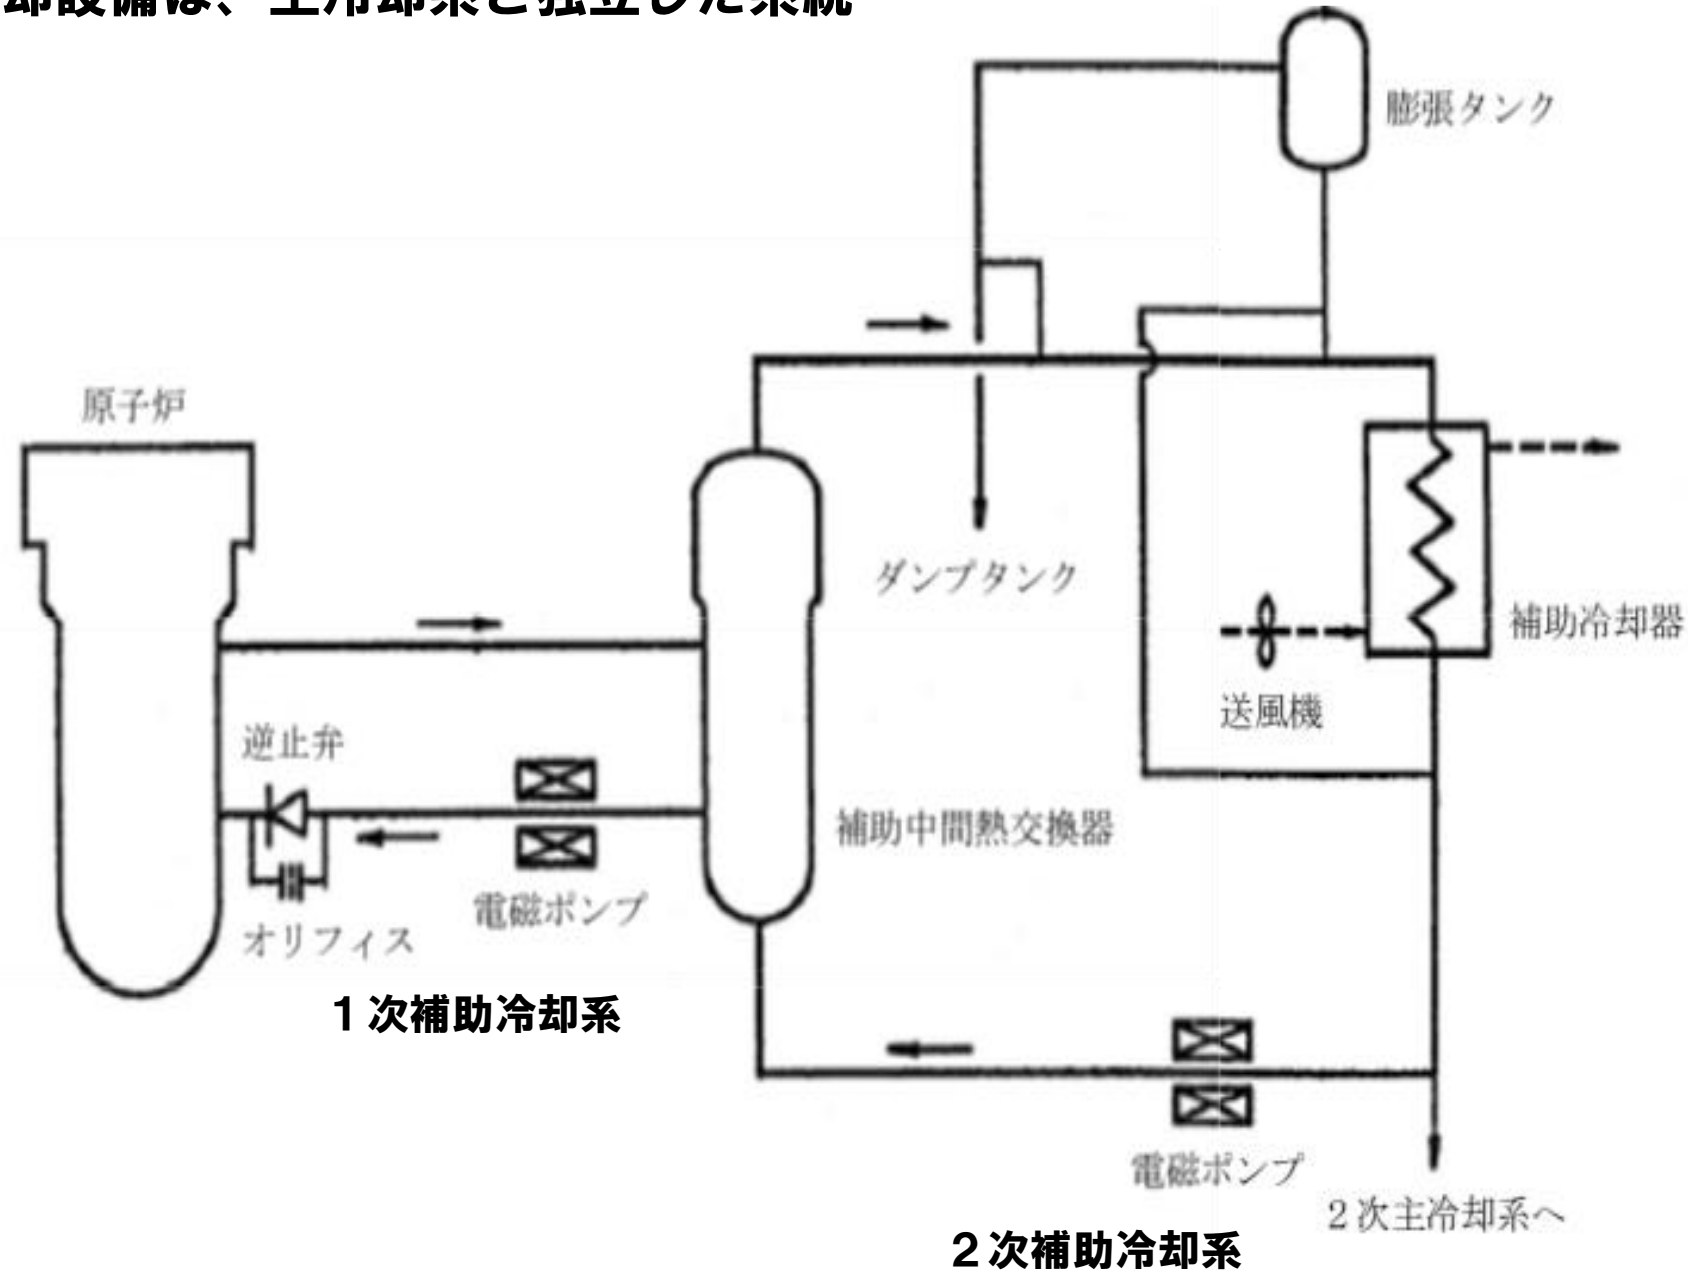 却設備は、主冷却系と独立した系統
膨張タンク
原子炉
ダンプタンク
補助冷却器
送風機
逆止弁
補助中間熱交換器
電磁ポンプ
オリフィス
1次補助冷却系
電磁ポンプ
2次主冷却系へ
2次補助冷却系